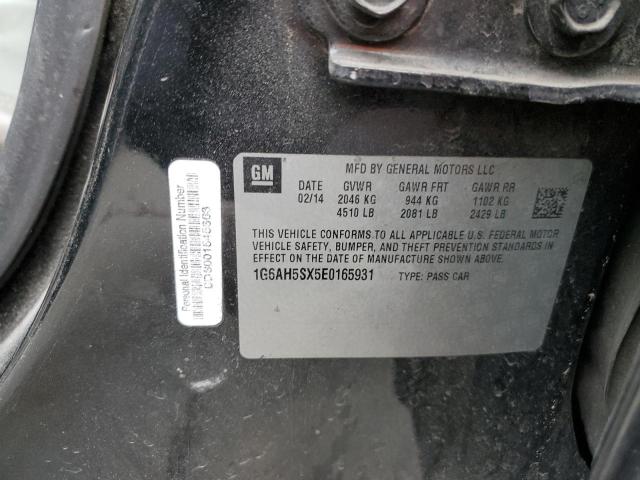 GM
MFD BY GENERAL MOTORS LLC
DATE GVWR GAWR FRT GAWR RR
02/14 2046 KG 944 KG 1102 KG
4510 LB 2081 LB 2429 LB
THIS VEHICLE CONFORMS TO ALL APPLICABLE U.S. FEDERAL MOTOR
VEHICLE SAFETY, BUMPER, AND THEFT PREVENTION STANDARDS IN
EFFECT ON THE DATE OF MANUFACTURE SHOWN ABOVE.
1G6AH5SX5E0165931 TYPE: PASS CAR
Personal Identification Number